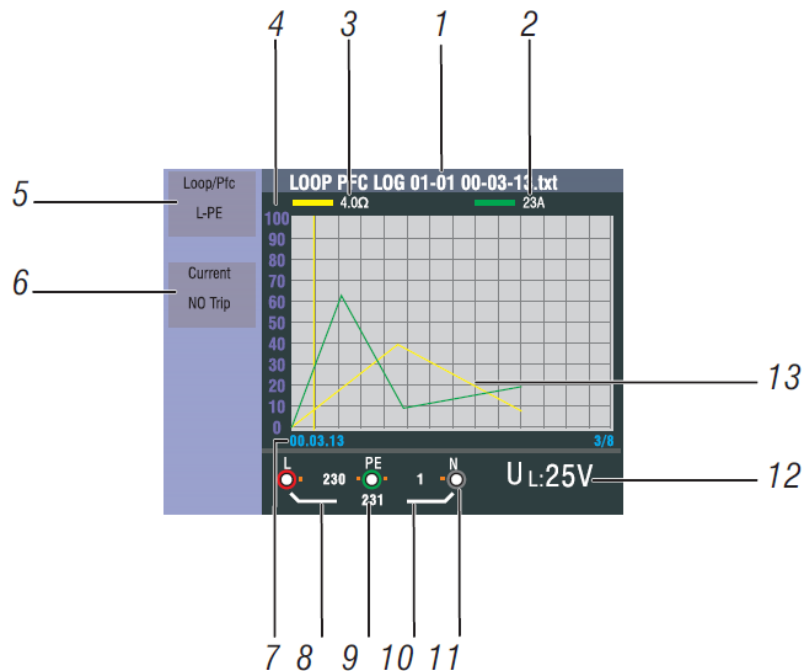 4 3 1 2
5
6
Loop/Pfc
L-PE
Current
NO Trip
LOOP PFC LOG 01-01 00-03-13.txt
4.0Ω 23A
100
90
80
70
60
50
40
30
20
10
0
13
00.03.13 3/8
L PE N
230 1
231
UL:25V
12
7 8 9 10 11